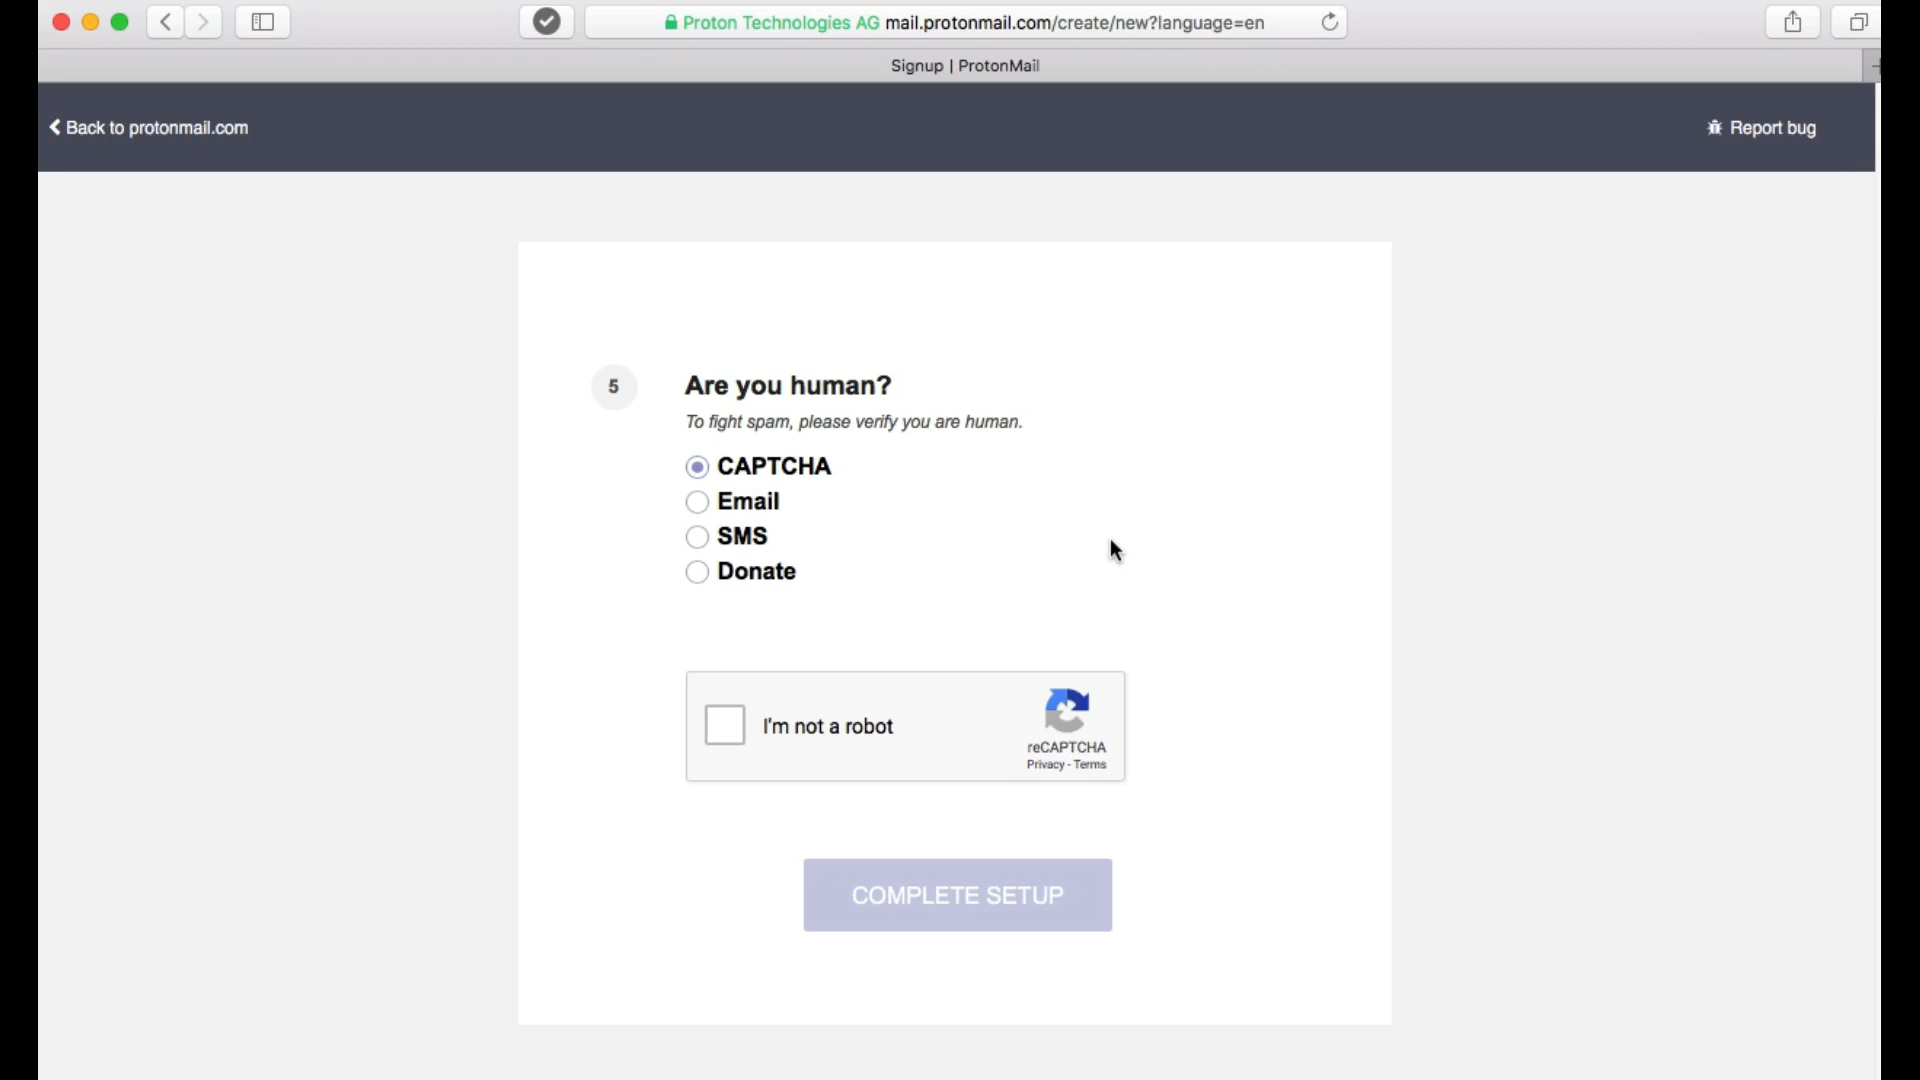 Proton Technologies AG mail.protonmail.com/create/new?language=en
Signup | ProtonMail
Back to protonmail.com
Report bug
5
Are you human?
To fight spam, please verify you are human.
CAPTCHA
Email
SMS
Donate
I'm not a robot
reCAPTCHA
Privacy - Terms
COMPLETE SETUP